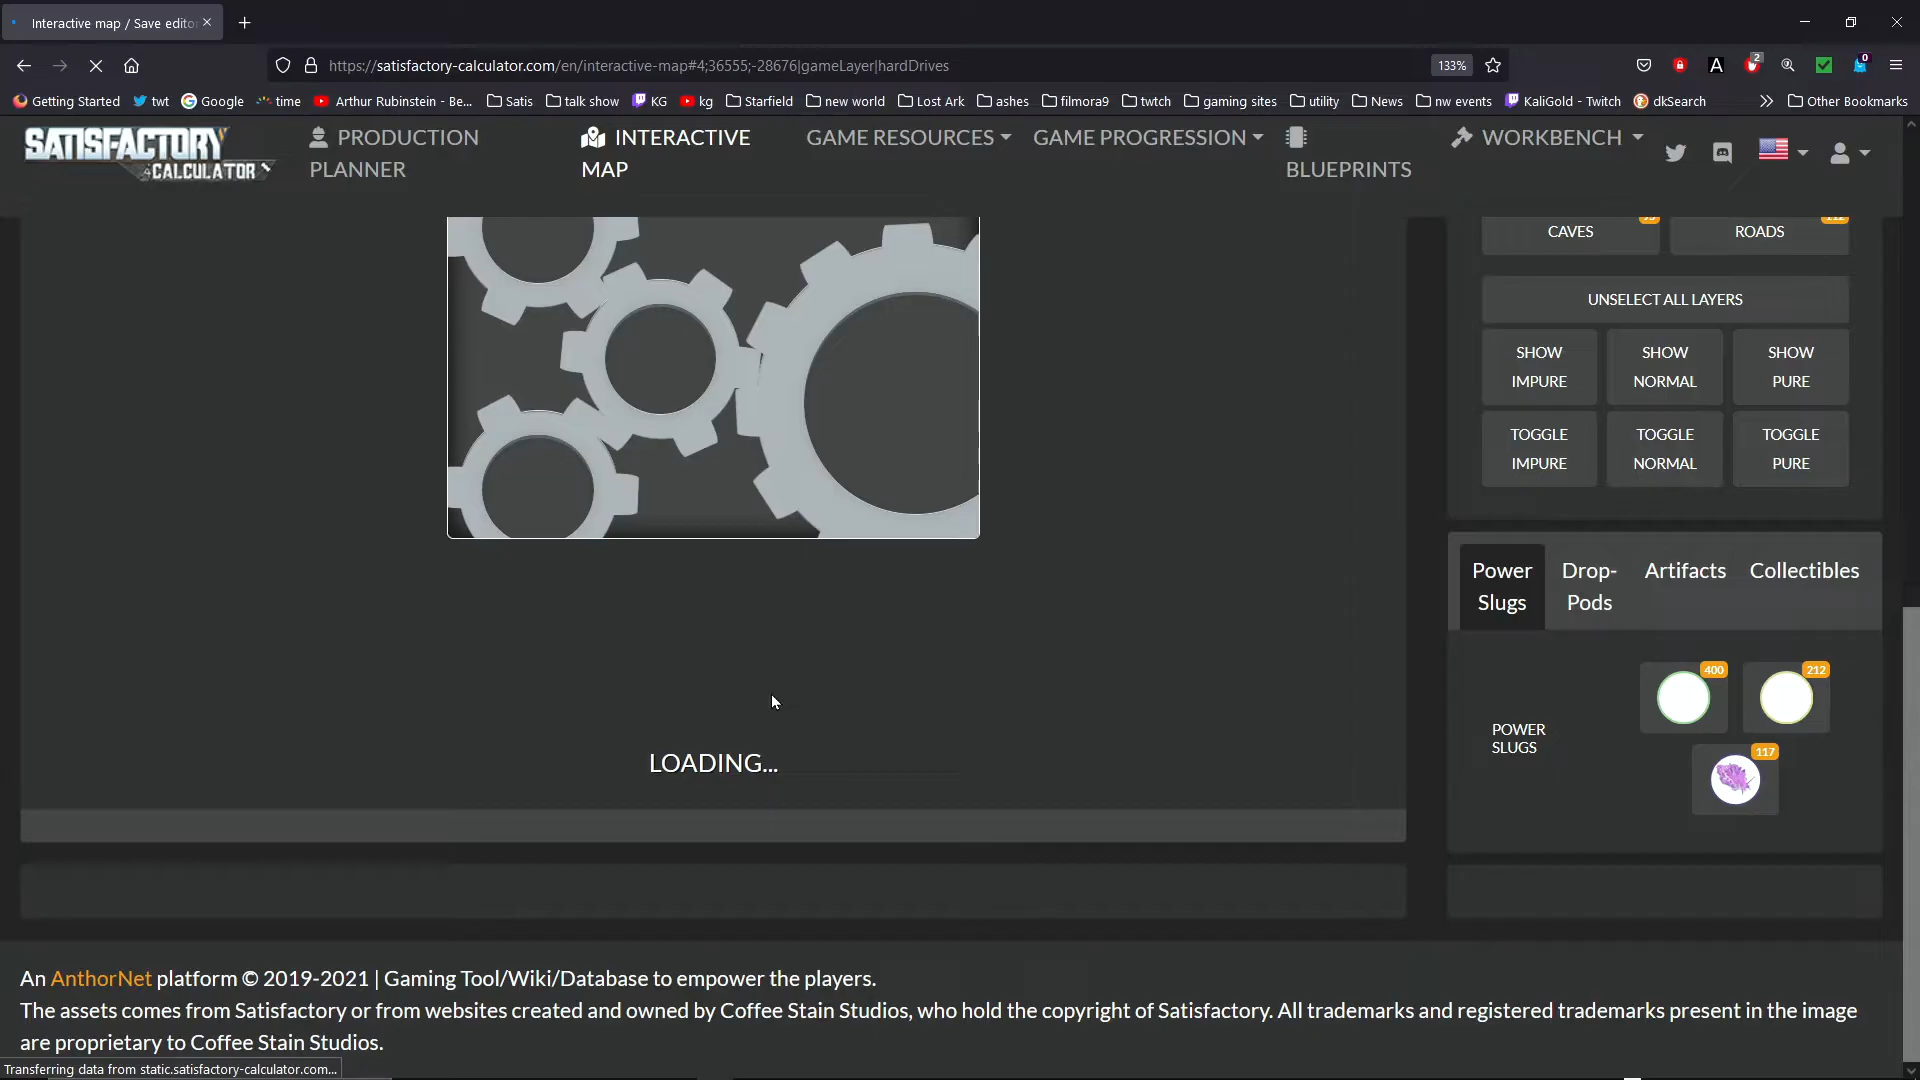 Interactive map / Save edito
https://satisfactory-calculator.com/en/interactive-map#4;36555;-28676|gameLayer|hardDrives
133%
A
2
0
Getting Started
twt
Google
time
Arthur Rubinstein - Be...
Satis
talk show
KG
kg
Starfield
new world
Lost Ark
ashes
filmora9
twtch
gaming sites
utility
News
nw events
KaliGold - Twitch
dkSearch
Other Bookmarks
SATISFACTORY
CALCULATOR
PRODUCTION
PLANNER
INTERACTIVE
MAP
GAME RESOURCES
GAME PROGRESSION
BLUEPRINTS
WORKBENCH
CAVES
ROADS
UNSELECT ALL LAYERS
SHOW
IMPURE
SHOW
NORMAL
SHOW
PURE
TOGGLE
IMPURE
TOGGLE
NORMAL
TOGGLE
PURE
Power
Slugs
Drop-
Pods
Artifacts
Collectibles
POWER
SLUGS
400
212
117
LOADING...
An AnthorNet platform © 2019-2021 | Gaming Tool/Wiki/Database to empower the players.
The assets comes from Satisfactory or from websites created and owned by Coffee Stain Studios, who hold the copyright of Satisfactory. All trademarks and registered trademarks present in the image
are proprietary to Coffee Stain Studios.
Transferring data from static.satisfactory-calculator.com...